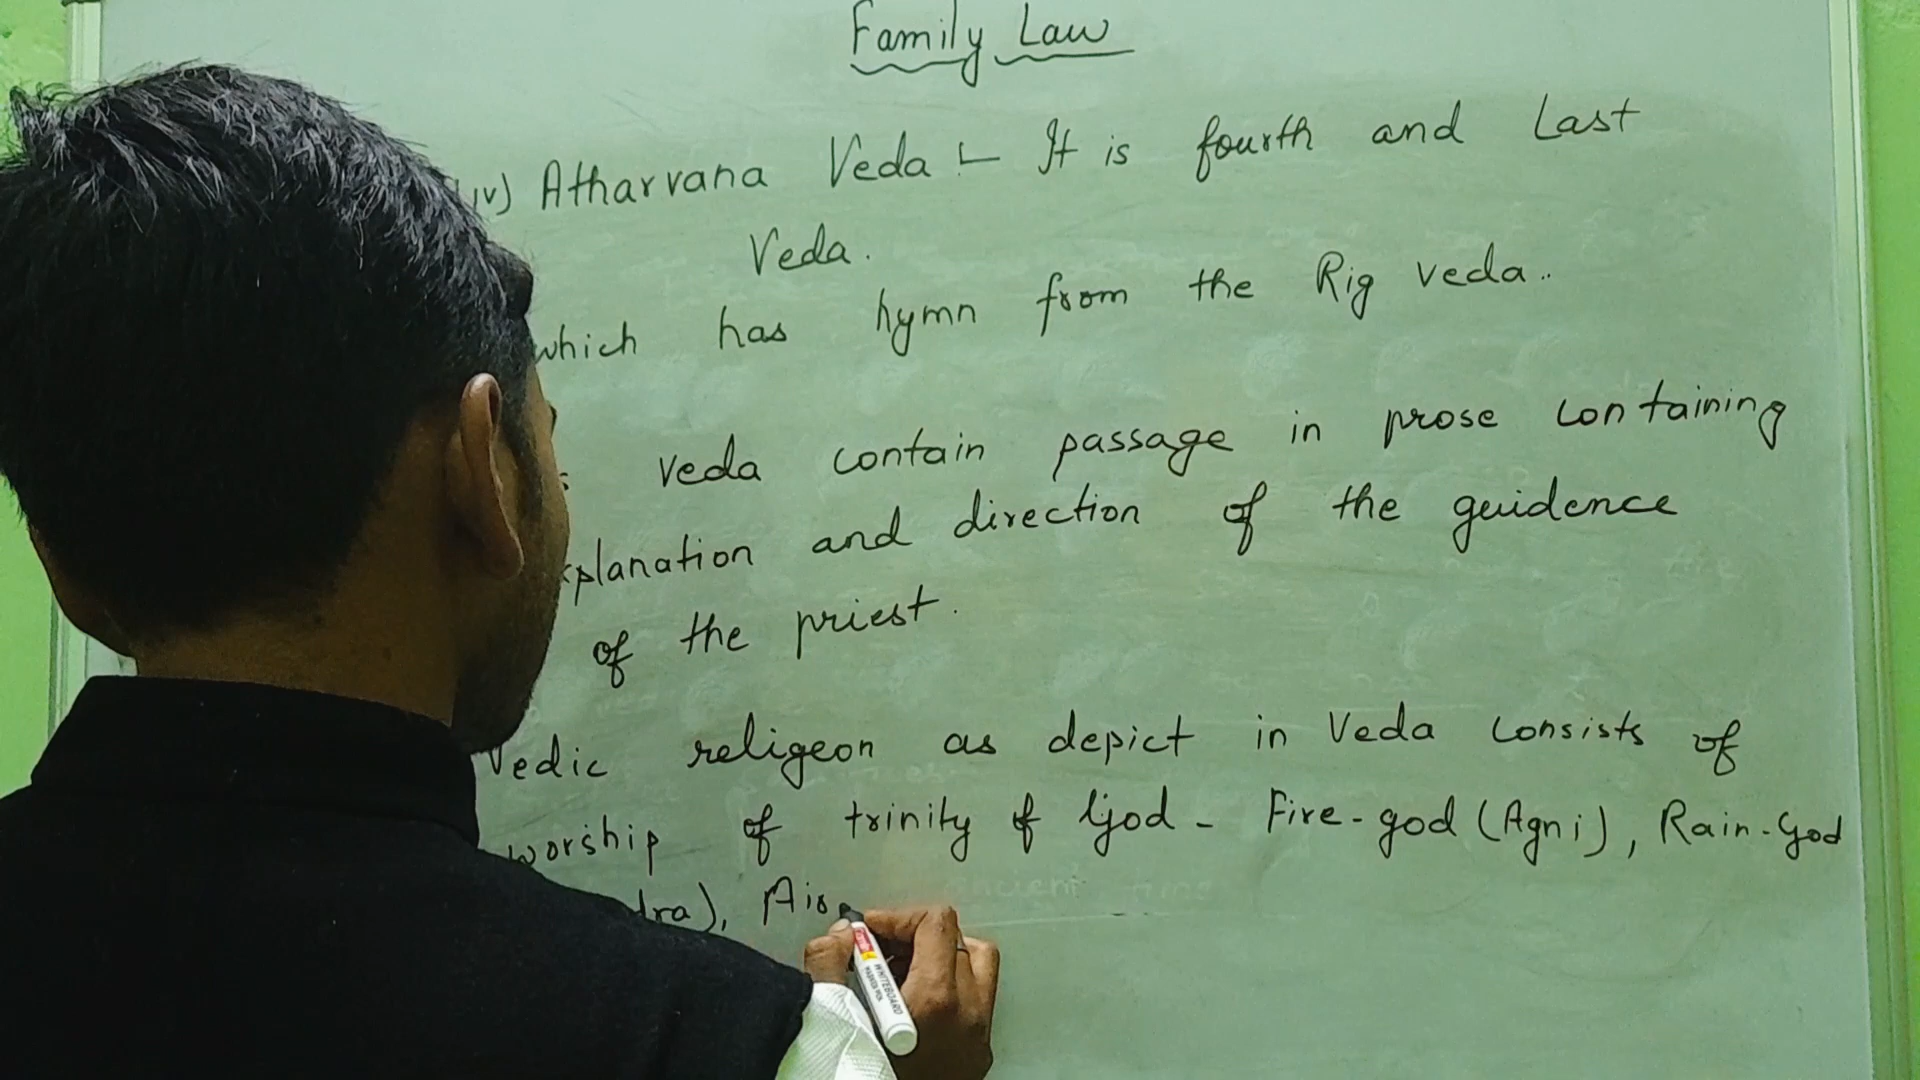 Family Law
iv) Atharvana Veda :- It is fourth and Last
Veda.
which has hymn from the Rig veda..
veda contain passage in prose containing
xplanation and direction of the guidence
of the priest.
Vedic religeon as depict in Veda consists of
worship of trinity of God - Fire-god (Agni), Rain-God
dra), Air
WHITEBOARD